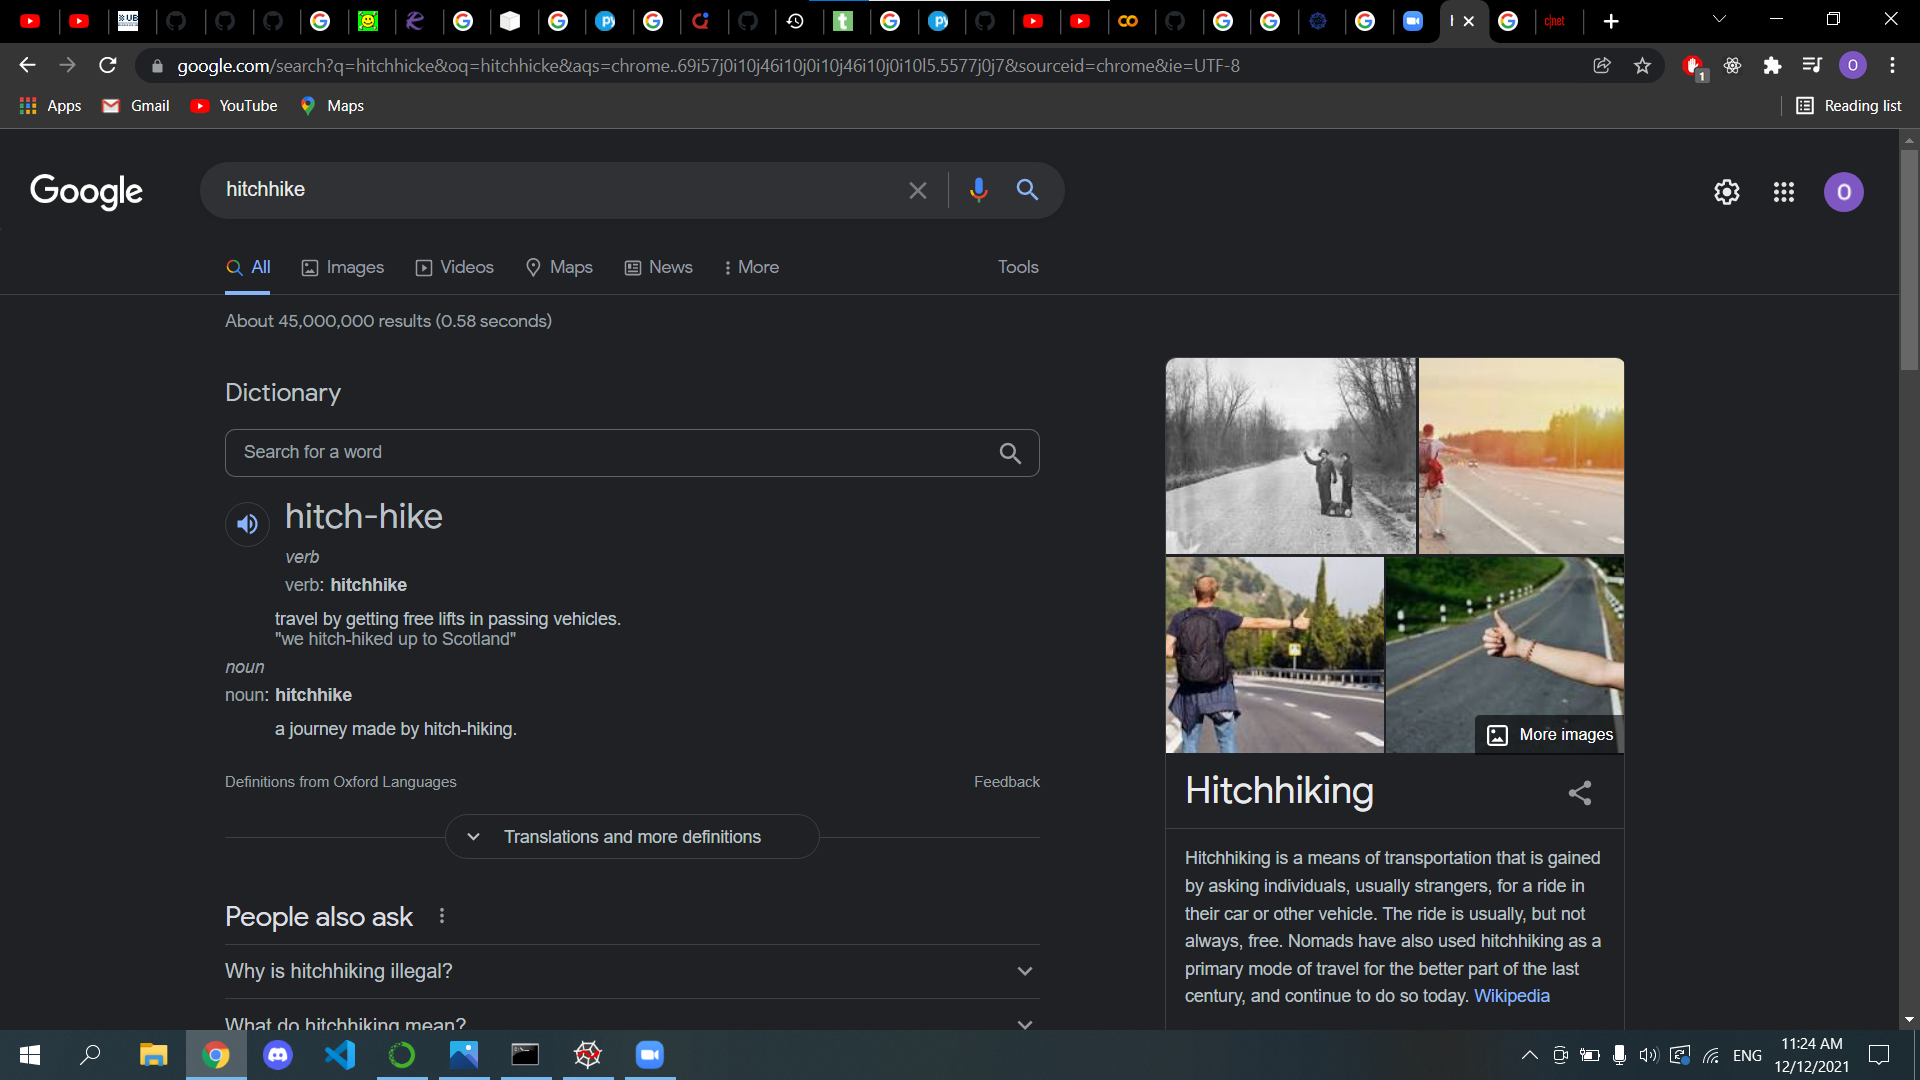 google.com/search?q=hitchhicke&oq=hitchhicke&aqs=chrome..69i57j0i10j46i10j0i10j46i10j0i10l5.5577j0j7&sourceid=chrome&ie=UTF-8
1
O
Apps
Gmail
YouTube
Maps
Reading list
Google
hitchhike
O
All
Images
Videos
Maps
News
More
Tools
About 45,000,000 results (0.58 seconds)
Dictionary
Search for a word
hitch-hike
verb
verb: hitchhike
travel by getting free lifts in passing vehicles.
"we hitch-hiked up to Scotland"
noun
noun: hitchhike
a journey made by hitch-hiking.
Definitions from Oxford Languages
Feedback
Translations and more definitions
People also ask
Why is hitchhiking illegal?
What do hitchhiking mean?
More images
Hitchhiking
Hitchhiking is a means of transportation that is gained
by asking individuals, usually strangers, for a ride in
their car or other vehicle. The ride is usually, but not
always, free. Nomads have also used hitchhiking as a
primary mode of travel for the better part of the last
century, and continue to do so today. Wikipedia
ENG
11:24 AM
12/12/2021